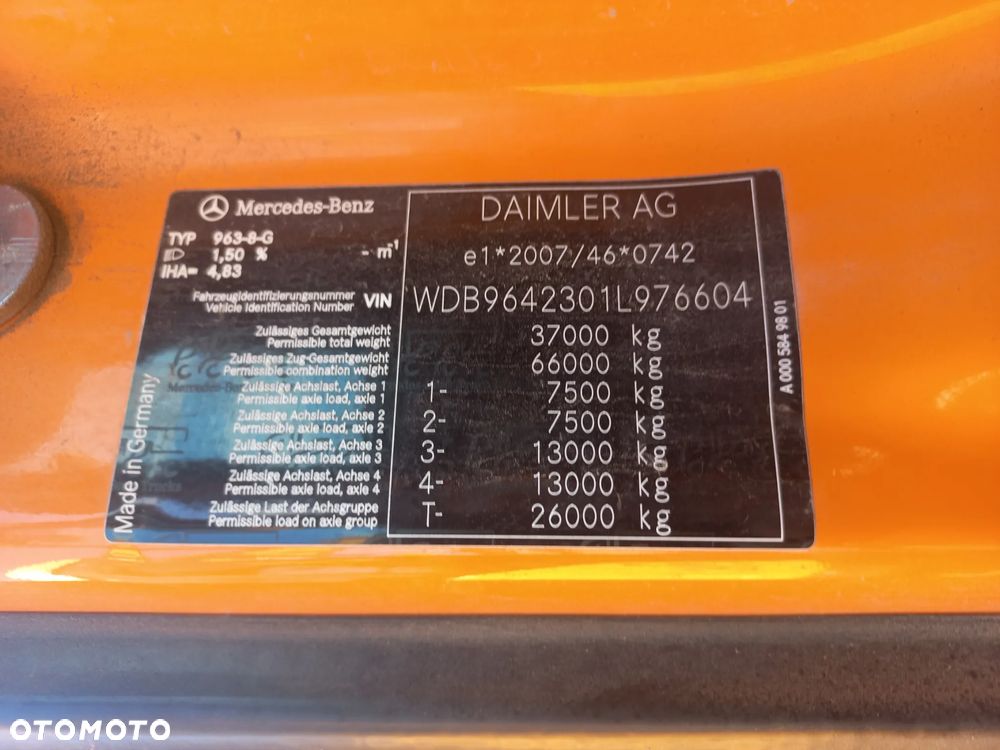 Mercedes-Benz
DAIMLER AG
TYP 963-8-G
1,50 % - m-1
IHA= 4,83
e1*2007/46*0742
Fahrzeugidentifizierungsnummer
Vehicle Identification Number VIN WDB9642301L976604
Zulässiges Gesamtgewicht
Permissible total weight 37000 kg
Zulässiges Zug-Gesamtgewicht
Permissible combination weight 66000 kg
Zulässige Achslast, Achse 1
Permissible axle load, axle 1 1- 7500 kg
Zulässige Achslast, Achse 2
Permissible axle load, axle 2 2- 7500 kg
Zulässige Achslast, Achse 3
Permissible axle load, axle 3 3- 13000 kg
Zulässige Achslast, Achse 4
Permissible axle load, axle 4 4- 13000 kg
Zulässige Last der Achsgruppe
Permissible load on axle group T- 26000 kg
Made in Germany
A 000 584 98 01
Mercedes-Benz
Trucks
OTOMOTO